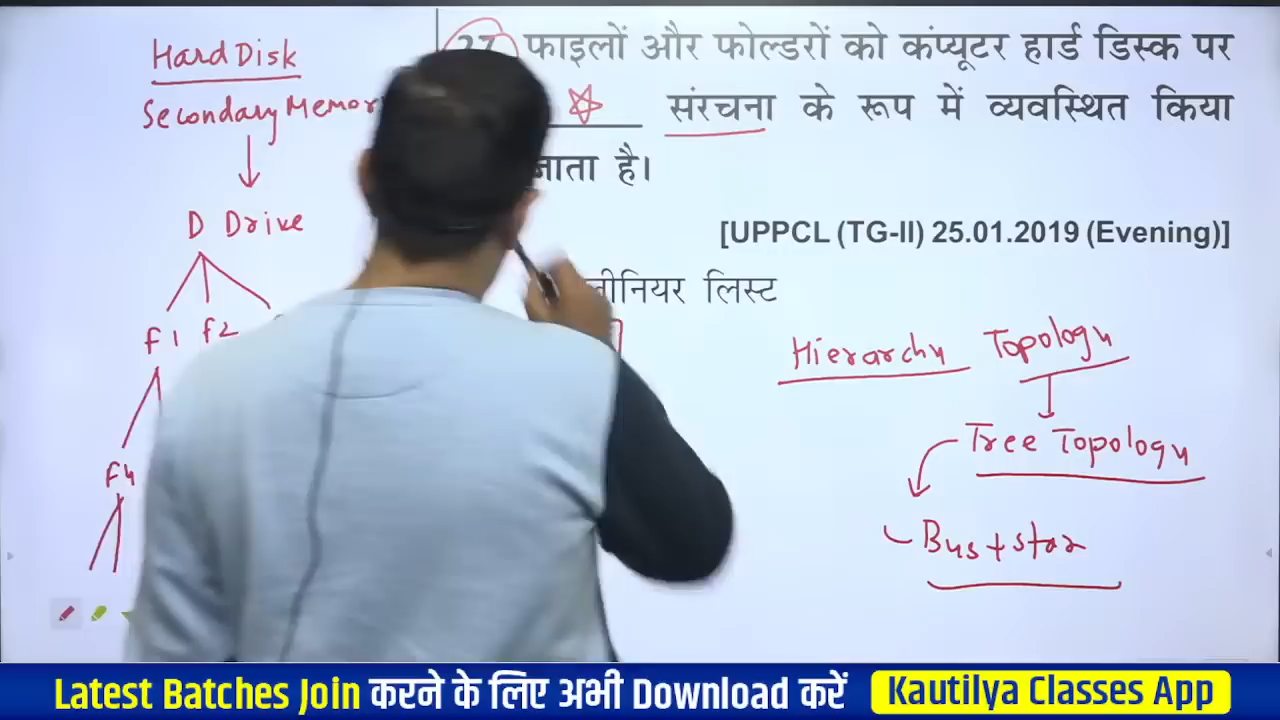 Hard Disk
Secondary Memor
D Drive
f1 f2
f4
27 फाइलों और फोल्डरों को कंप्यूटर हार्ड डिस्क पर
संरचना के रूप में व्यवस्थित किया
जाता है।
[UPPCL (TG-II) 25.01.2019 (Evening)]
लिस्ट
Hierarchy Topology
Tree Topology
Bus + star
Latest Batches Join करने के लिए अभी Download करें Kautilya Classes App